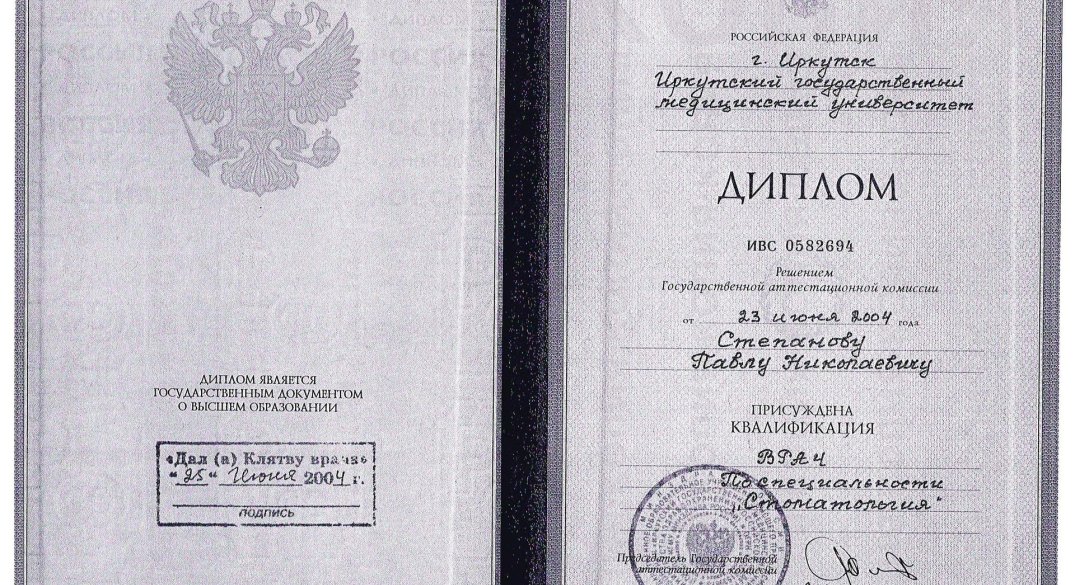 ДИПЛОМ ЯВЛЯЕТСЯ
ГОСУДАРСТВЕННЫМ ДОКУМЕНТОМ
О ВЫСШЕМ ОБРАЗОВАНИИ
«Дал (а) Клятву врача»
"25" Июня 2004 г.
подпись
РОССИЙСКАЯ ФЕДЕРАЦИЯ
г. Иркутск
Иркутский государственный
медицинский университет
ДИПЛОМ
ИВС 0582694
Решением
Государственной аттестационной комиссии
от 23 июня 2004 года
Степанову
Павлу Николаевичу
ПРИСУЖДЕНА
КВАЛИФИКАЦИЯ
ВРАЧ
По специальности
„Стоматология"
Председатель Государственной
аттестационной комиссии